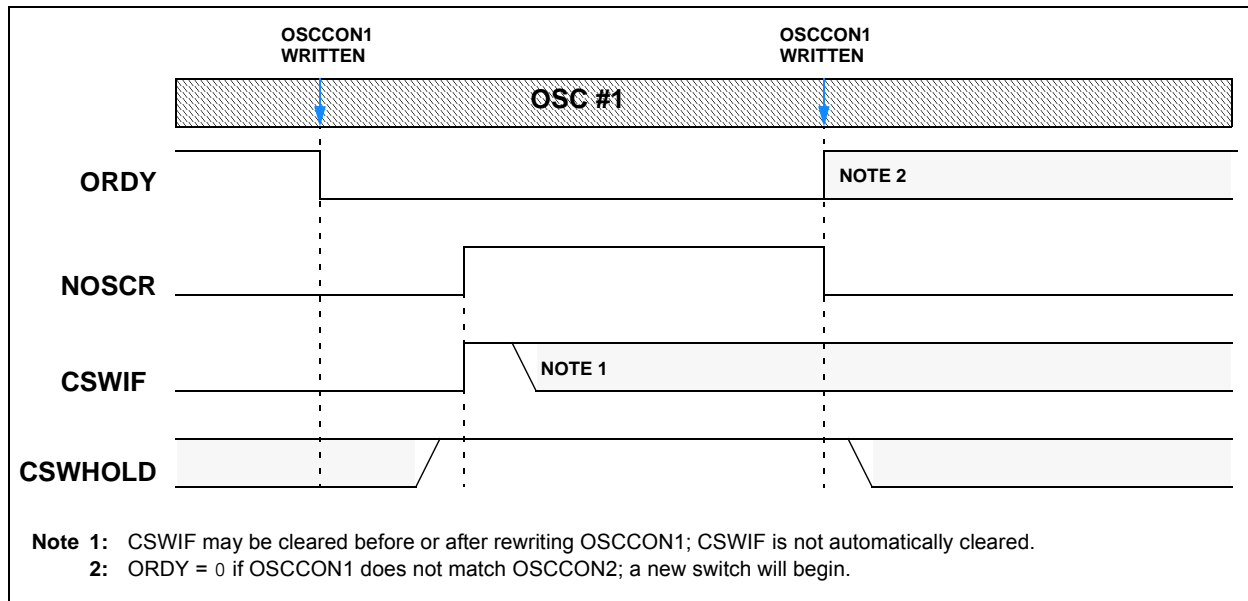 OSCCON1
WRITTEN
OSCCON1
WRITTEN
OSC #1
ORDY
NOTE 2
NOSCR
CSWIF
NOTE 1
CSWHOLD
Note 1: CSWIF may be cleared before or after rewriting OSCCON1; CSWIF is not automatically cleared.
2: ORDY = 0 if OSCCON1 does not match OSCCON2; a new switch will begin.